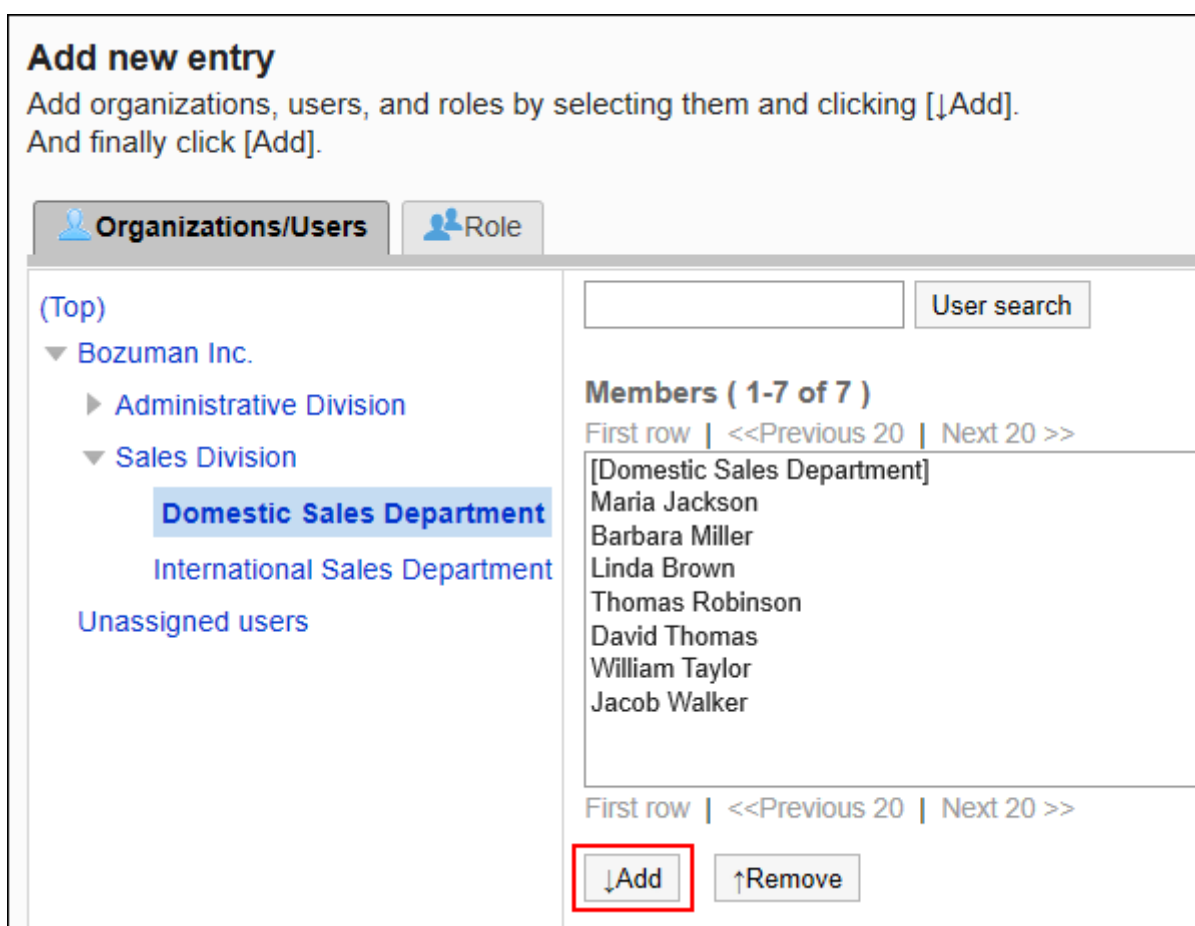 Add new entry
Add organizations, users, and roles by selecting them and clicking [↓Add].
And finally click [Add].
Organizations/Users
Role
(Top)
Bozuman Inc.
Administrative Division
Sales Division
Domestic Sales Department
International Sales Department
Unassigned users
User search
Members ( 1-7 of 7 )
First row | <<Previous 20 | Next 20 >>
[Domestic Sales Department]
Maria Jackson
Barbara Miller
Linda Brown
Thomas Robinson
David Thomas
William Taylor
Jacob Walker
First row | <<Previous 20 | Next 20 >>
↓Add
↑Remove